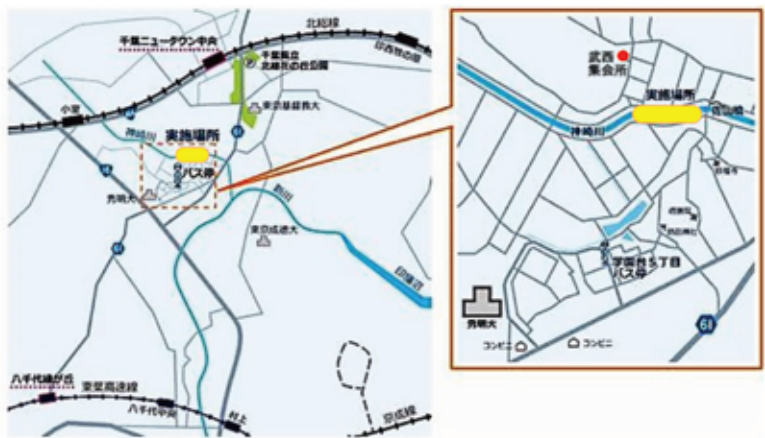 北総線
千葉ニュータウン中央
印西牧の原
千葉県立
北総花の丘公園
小室
東京基督教大
神崎川
実施場所
61
バス停
秀明大
新川
東京成徳大
61
印旛沼
八千代緑が丘
東葉高速線
八千代中央
村上
京成線
武西
集会所
実施場所
神崎川
学園台5丁目
バス停
秀明大
61
コンビニ
コンビニ